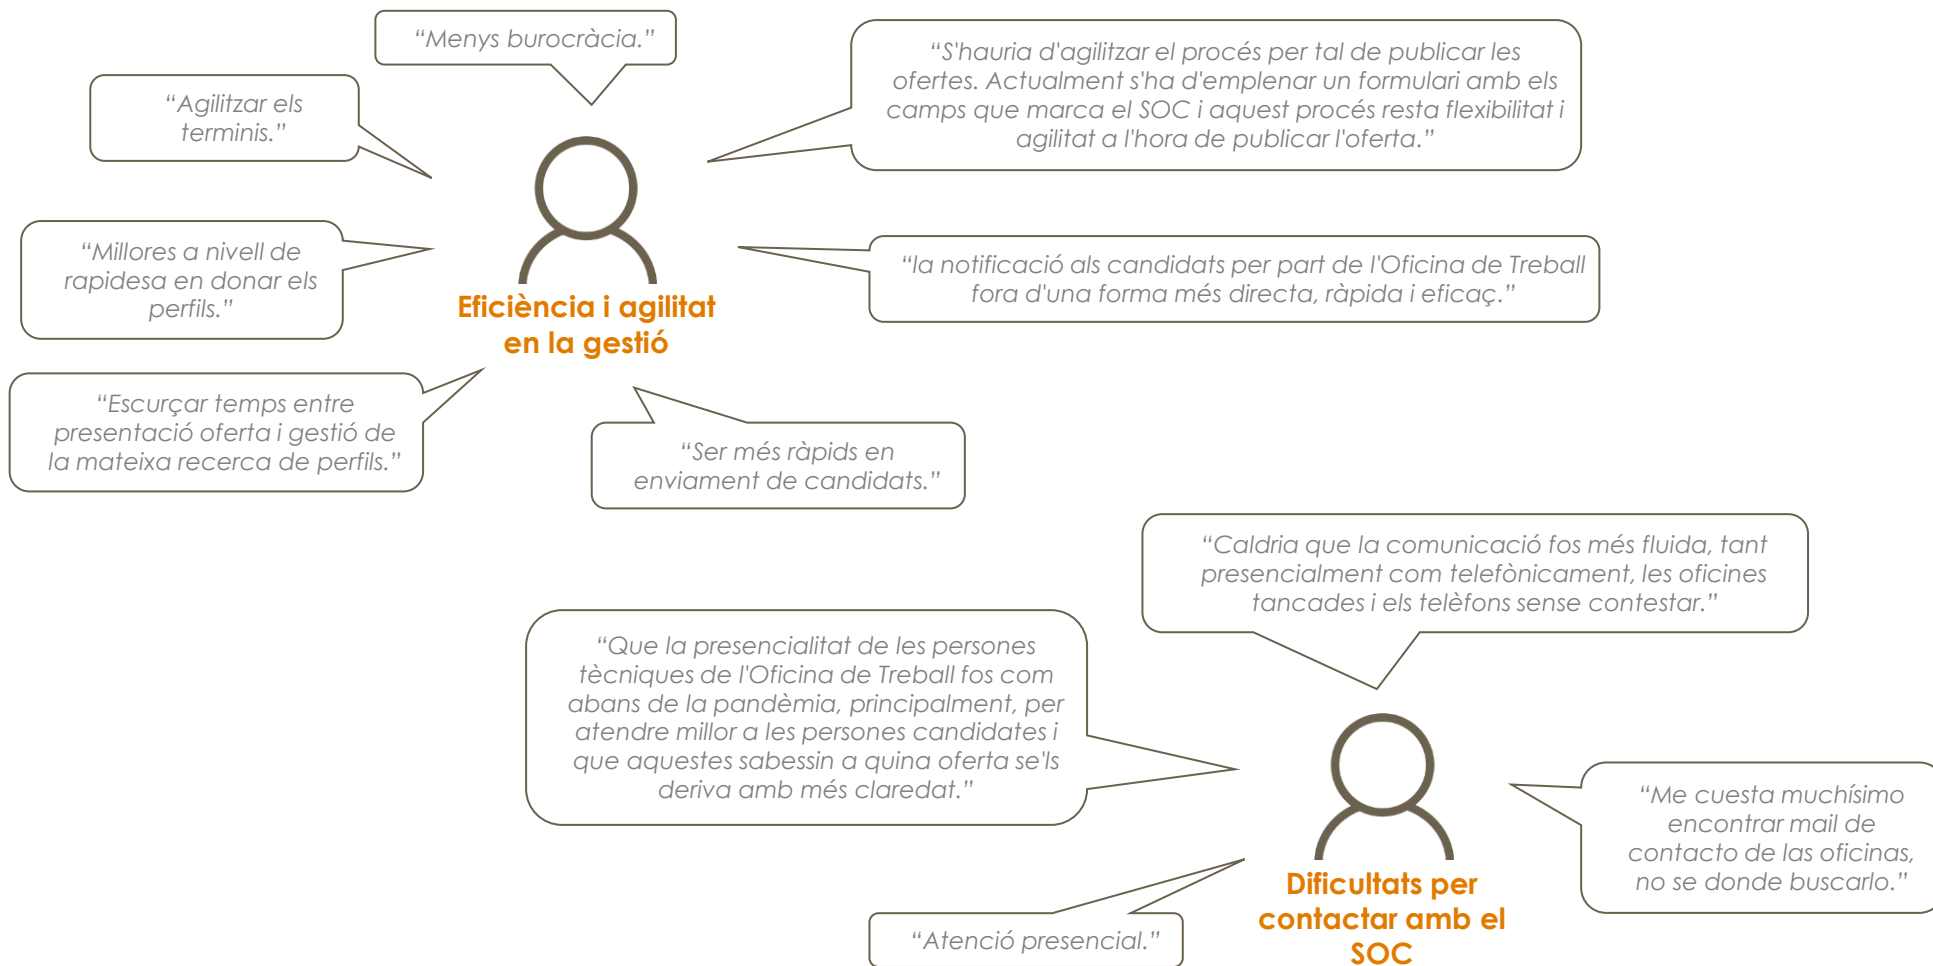 “Menys burocràcia.”
“S'hauria d'agilitzar el procés per tal de publicar les
ofertes. Actualment s'ha d'emplenar un formulari amb els
camps que marca el SOC i aquest procés resta flexibilitat i
agilitat a l'hora de publicar l'oferta.”
“Agilitzar els
terminis.”
“Millores a nivell de
rapidesa en donar els
perfils.”
“la notificació als candidats per part de l'Oficina de Treball
fora d'una forma més directa, ràpida i eficaç.”
Eficiència i agilitat
en la gestió
“Escurçar temps entre
presentació oferta i gestió de
la mateixa recerca de perfils.”
“Ser més ràpids en
enviament de candidats.”
“Caldria que la comunicació fos més fluida, tant
presencialment com telefònicament, les oficines
tancades i els telèfons sense contestar.”
“Que la presencialitat de les persones
tècniques de l'Oficina de Treball fos com
abans de la pandèmia, principalment, per
atendre millor a les persones candidates i
que aquestes sabessin a quina oferta se'ls
deriva amb més claredat.”
“Me cuesta muchísimo
encontrar mail de
contacto de las oficinas,
no se donde buscarlo.”
Dificultats per
contactar amb el
SOC
“Atenció presencial.”